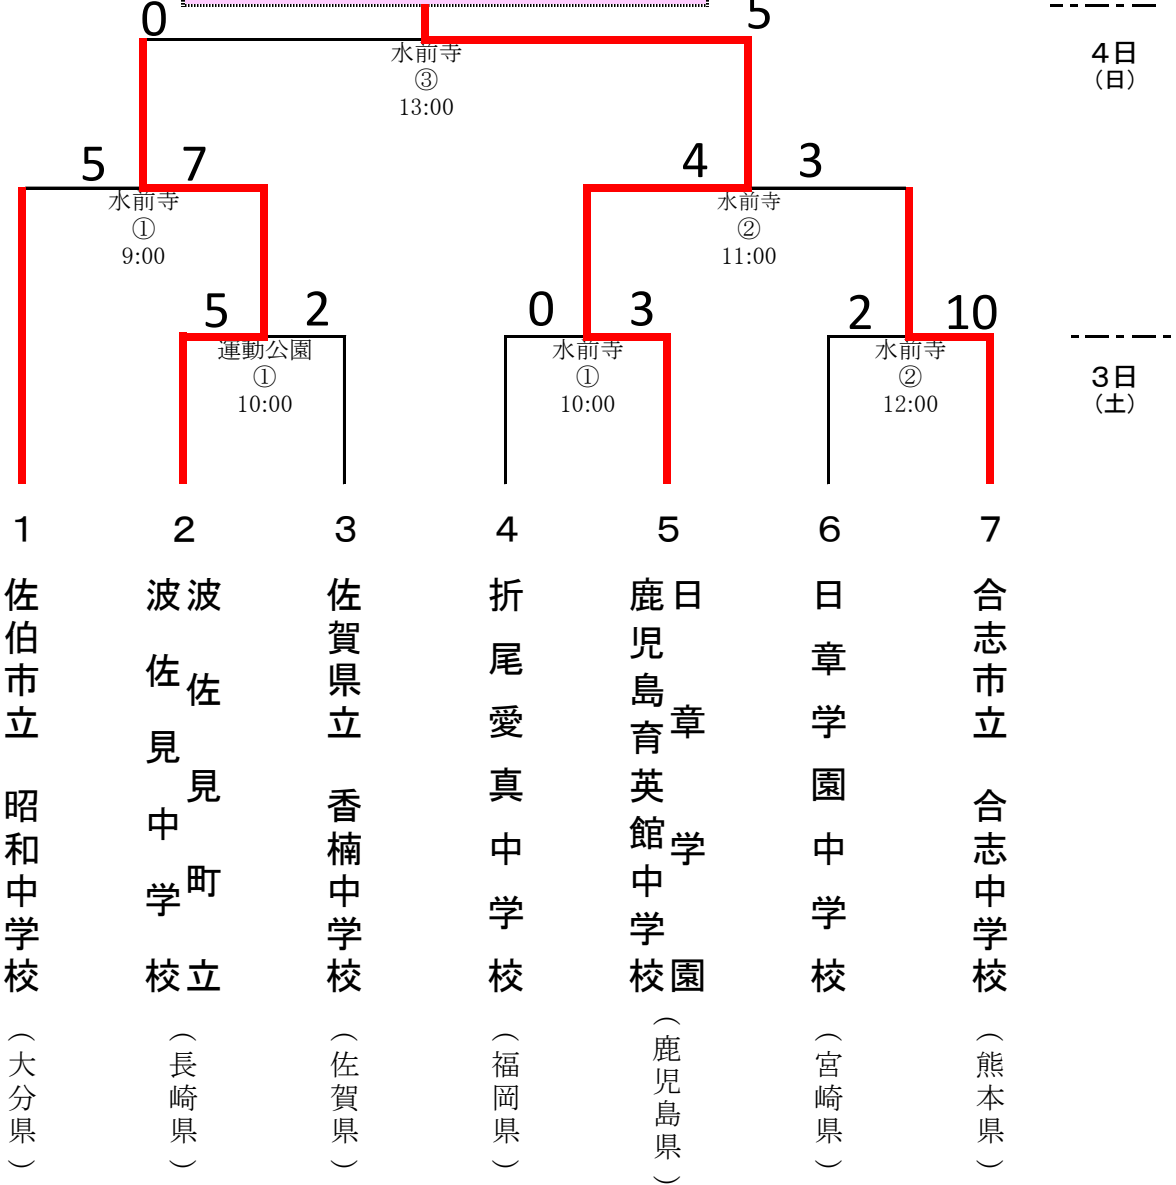 0
5
水前寺
③
13:00
4日
（日）
5
7
4
3
水前寺
①
9:00
水前寺
②
11:00
5
2
0
3
2
10
運動公園
①
10:00
水前寺
①
10:00
水前寺
②
12:00
3日
（土）
1
2
3
4
5
6
7
佐伯市立 昭和中学校
（大分県）
波佐見町立
波佐見中学校
（長崎県）
佐賀県立 香楠中学校
（佐賀県）
折尾愛真中学校
（福岡県）
日章学園
鹿児島育英館中学校
（鹿児島県）
日章学園中学校
（宮崎県）
合志市立 合志中学校
（熊本県）